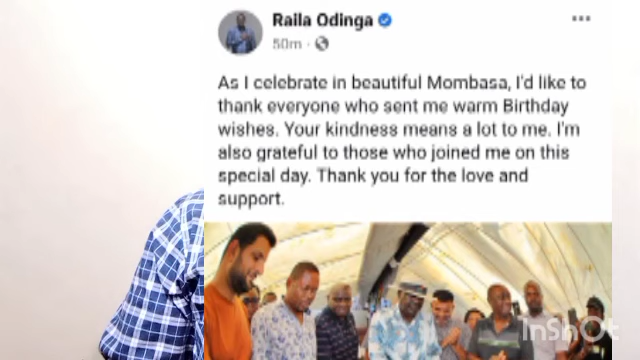 Raila Odinga
50m
As I celebrate in beautiful Mombasa, I'd like to
thank everyone who sent me warm Birthday
wishes. Your kindness means a lot to me. I'm
also grateful to those who joined me on this
special day. Thank you for the love and
support.
InShOt